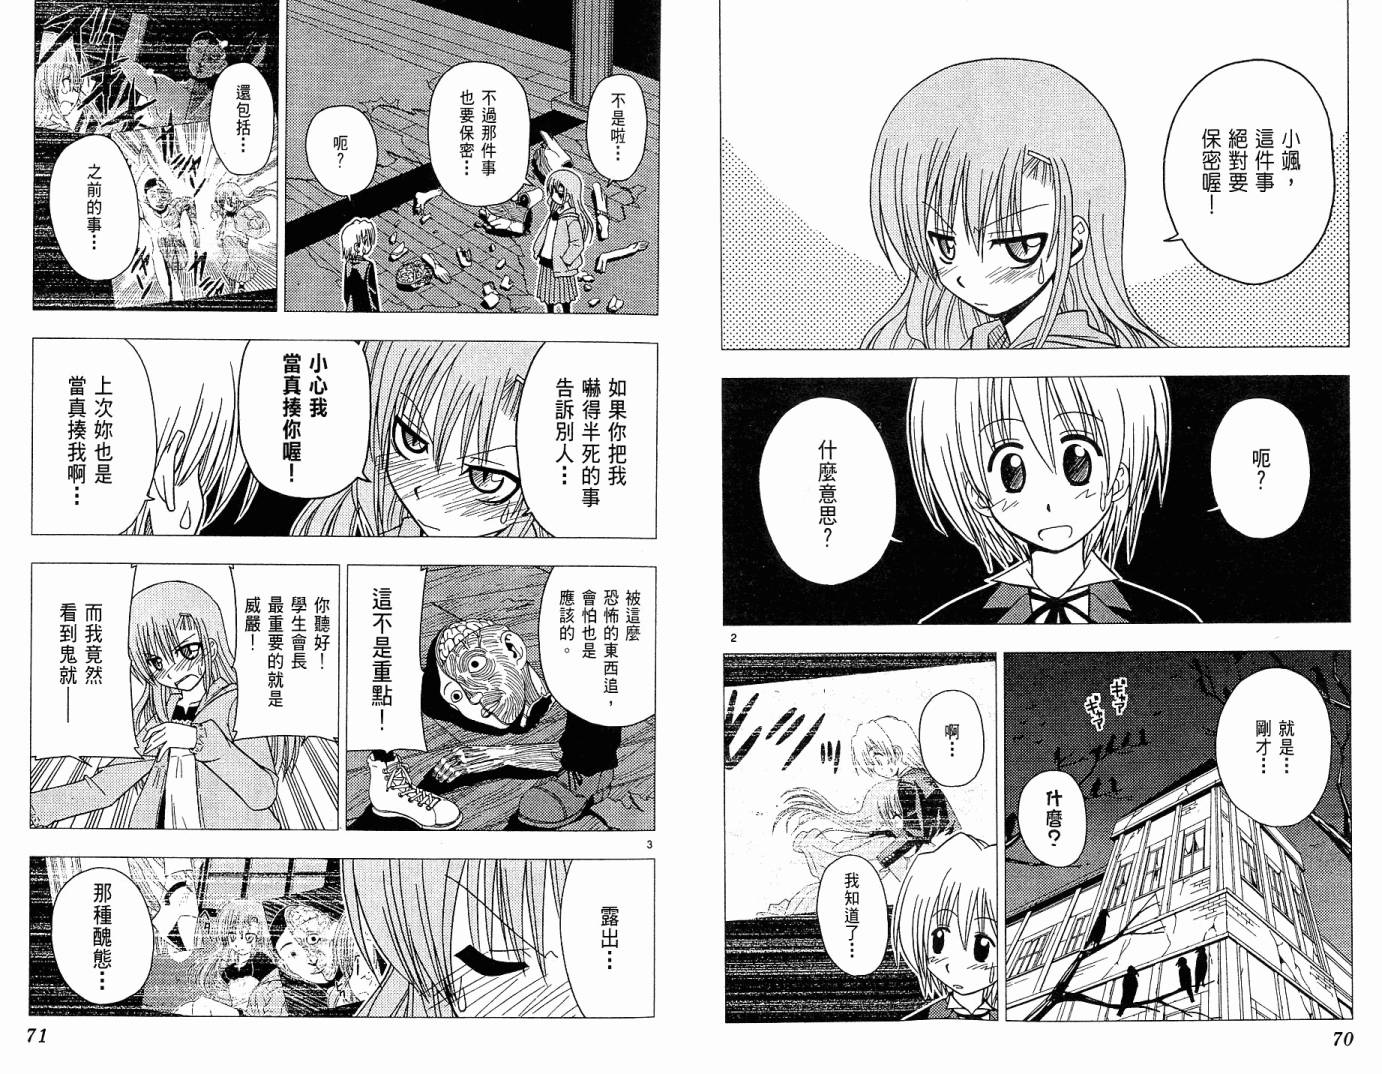 小颯，
這件事
絕對要
保密喔！
呃？
什麼意思？
2
就是…
剛才…
ギァ
ギァ
什麼？
啊…
我知道了…
70
不是啦…
不過那件事
也要保密…
呃？
還包括…
之前的事…
如果你把我
嚇得半死的事
告訴別人…
小心我
當真揍你喔！
上次妳也是
當真揍我啊…
被這麼
恐怖的東西追，
會怕也是
應該的。
這不是重點！
你聽好！
學生會長
最重要的就是
威嚴！
而我竟然
看到鬼就——
3
露出…
那種醜態…
71